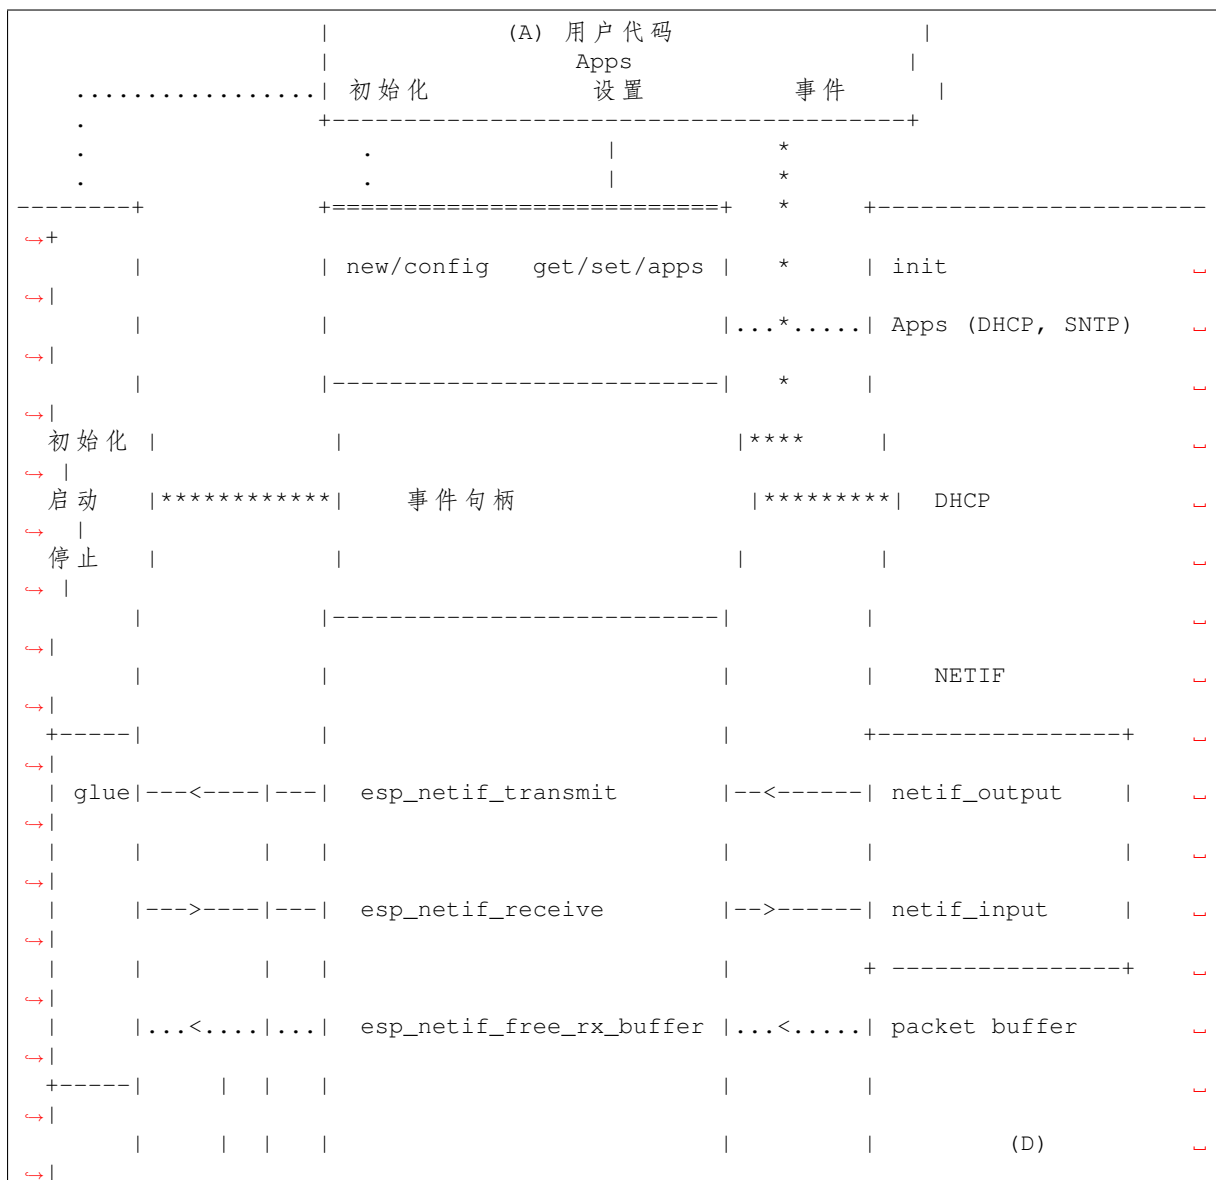 |            (A) 用户代码                 |
                      |                 Apps                   |
    .................| 初始化           设置          事件       |
    .                +----------------------------------------+
    .                   .                |           *
    .                   .                |           *
--------+            +===========================+   *     +-----------------------
↪+
        |            | new/config   get/set/apps |   *     | init                 ␣
↪|
        |            |                           |...*.....| Apps (DHCP, SNTP)    ␣
↪|
        |            |---------------------------|   *     |                      ␣
↪|
  初始化 |            |                           |****     |                      ␣
↪ |
  启动   |************|    事件句柄                |*********|  DHCP                ␣
↪  |
  停止   |            |                           |         |                      ␣
↪ |
        |            |---------------------------|         |                      ␣
↪|
        |            |                           |         |    NETIF             ␣
↪|
  +-----|            |                           |         +-----------------+    ␣
↪|
  | glue|---<----|---|  esp_netif_transmit       |--<------| netif_output    |    ␣
↪|
  |     |        |   |                           |         |                 |    ␣
↪|
  |     |--->----|---|  esp_netif_receive        |-->------| netif_input     |    ␣
↪|
  |     |        |   |                           |         + ----------------+    ␣
↪|
  |     |...<....|...|  esp_netif_free_rx_buffer |...<.....| packet buffer        ␣
↪|
  +-----|     |  |   |                           |         |                      ␣
↪|
        |     |  |   |                           |         |         (D)          ␣
↪|